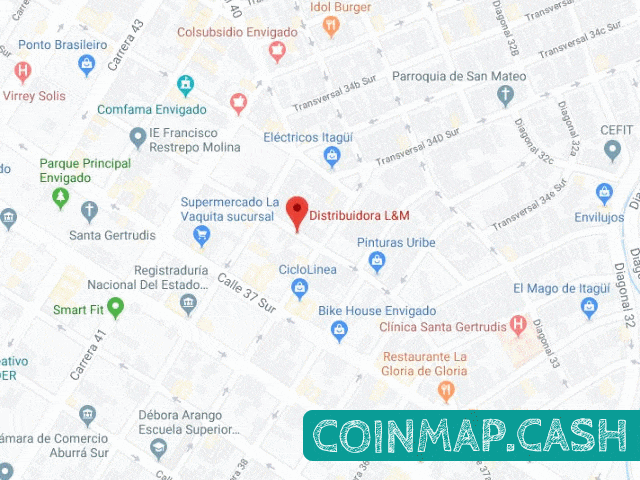 Idol Burger
Carrera 43
40
Colsubsidio Envigado
Diagonal 32B
Transversal 34c Sur
Transversal
Ponto Brasileiro
Virrey Solis
Parroquia de San Mateo
Transversal 34b Sur
Comfama Envigado
IE Francisco
Restrepo Molina
Eléctricos Itagüí
Transversal 34D Sur
Diagonal 32c
Diagonal 32a
CEFIT
Parque Principal
Envigado
Supermercado La
Vaquita sucursal
Distribuidora L&M
Transversal 34e Sur
Envilujos
Santa Gertrudis
Pinturas Uribe
Registraduría
Nacional Del Estado...
CicloLinea
Calle 37 Sur
El Mago de Itagüí
Diagonal 32
Smart Fit
Bike House Envigado
Clínica Santa Gertrudis
Diagonal 33
Carrera 41
Restaurante La
Gloria de Gloria
eativo
DER
Débora Arango
Escuela Superior...
ámara de Comercio
Aburrá Sur
38
36
37a
COINMAP.CASH